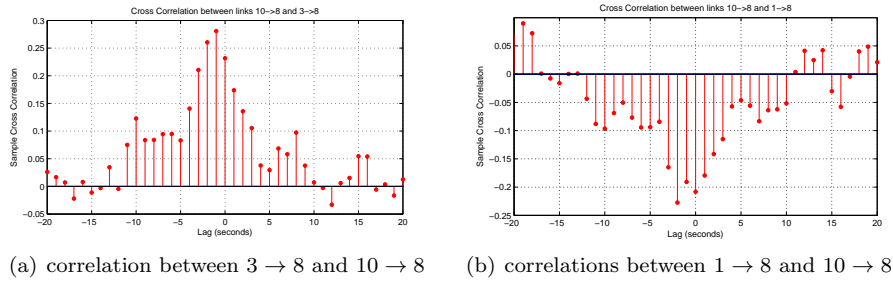 Cross Correlation between links 10->8 and 3->8
0.3
0.25
0.2
0.15
0.1
0.05
0
−0.05
Sample Cross Correlation
−20 −15 −10 −5 0 5 10 15 20
Lag (seconds)
(a) correlation between 3 → 8 and 10 → 8
Cross Correlation between links 10->8 and 1->8
0.1
0.05
0
−0.05
−0.1
−0.15
−0.2
−0.25
Sample Cross Correlation
−20 −15 −10 −5 0 5 10 15 20
Lag (seconds)
(b) correlations between 1 → 8 and 10 → 8